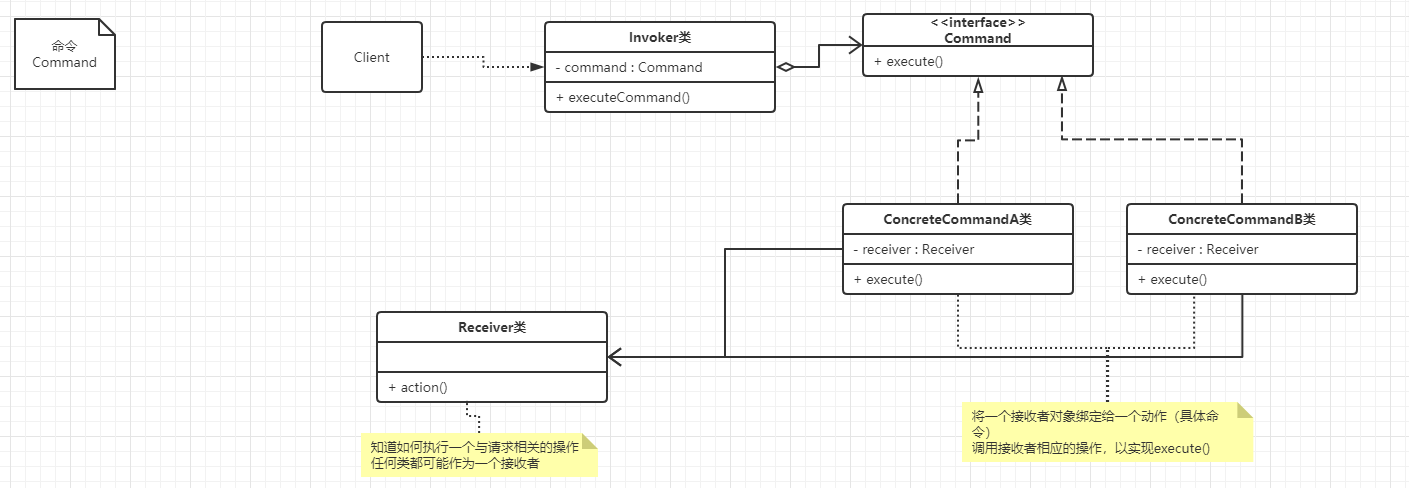 命令
Command
Client
Invoker类
- command : Command
+ executeCommand()
<<interface>>
Command
+ execute()
ConcreteCommandA类
- receiver : Receiver
+ execute()
ConcreteCommandB类
- receiver : Receiver
+ execute()
Receiver类
+ action()
知道如何执行一个与请求相关的操作
任何类都可能作为一个接收者
将一个接收者对象绑定给一个动作（具体命
令）
调用接收者相应的操作，以实现execute()